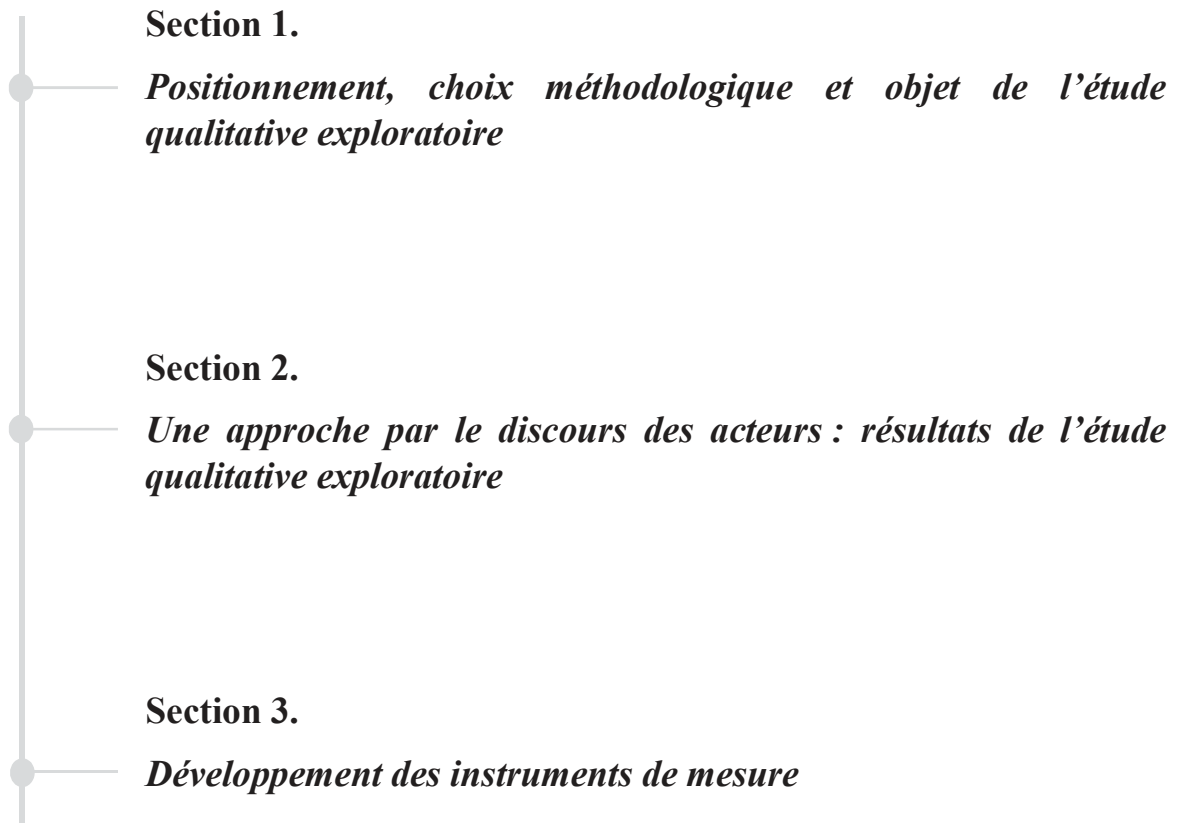 Section 1.
Positionnement, choix méthodologique et objet de l’étude
qualitative exploratoire
Section 2.
Une approche par le discours des acteurs : résultats de l’étude
qualitative exploratoire
Section 3.
Développement des instruments de mesure